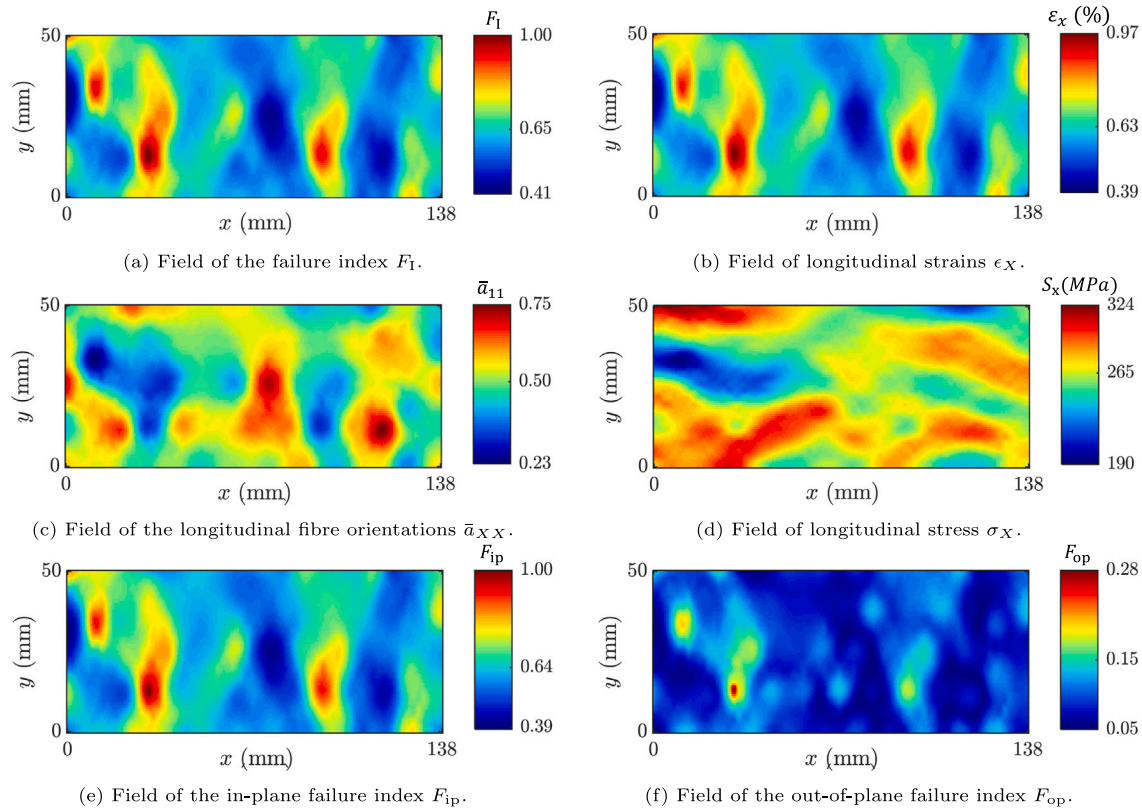 F_I
50
y (mm)
0
0
x (mm)
138
1.00
0.65
0.41
(a) Field of the failure index F_I.
ε_x (%)
50
y (mm)
0
0
x (mm)
138
0.97
0.63
0.39
(b) Field of longitudinal strains ϵ_X.
a̅_11
50
y (mm)
0
0
x (mm)
138
0.75
0.50
0.23
(c) Field of the longitudinal fibre orientations a̅_XX.
S_x(MPa)
50
y (mm)
0
0
x (mm)
138
324
265
190
(d) Field of longitudinal stress σ_X.
F_ip
50
y (mm)
0
0
x (mm)
138
1.00
0.64
0.39
(e) Field of the in-plane failure index F_ip.
F_op
50
y (mm)
0
0
x (mm)
138
0.28
0.15
0.05
(f) Field of the out-of-plane failure index F_op.